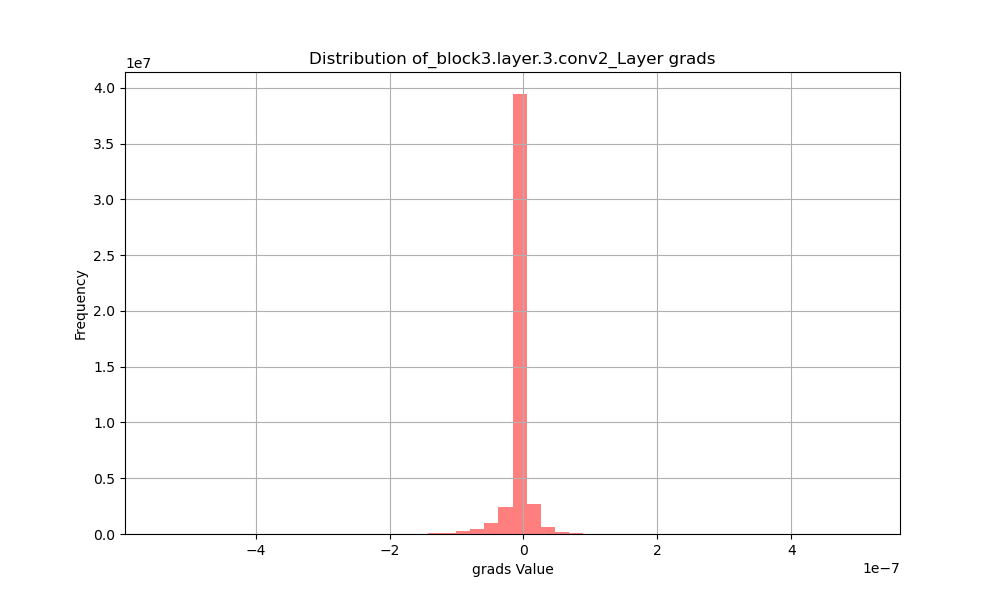 Distribution of_block3.layer.3.conv2_Layer grads
1e7
4.0
3.5
3.0
2.5
2.0
1.5
1.0
0.5
0.0
Frequency
−4 −2 0 2 4
grads Value
1e−7